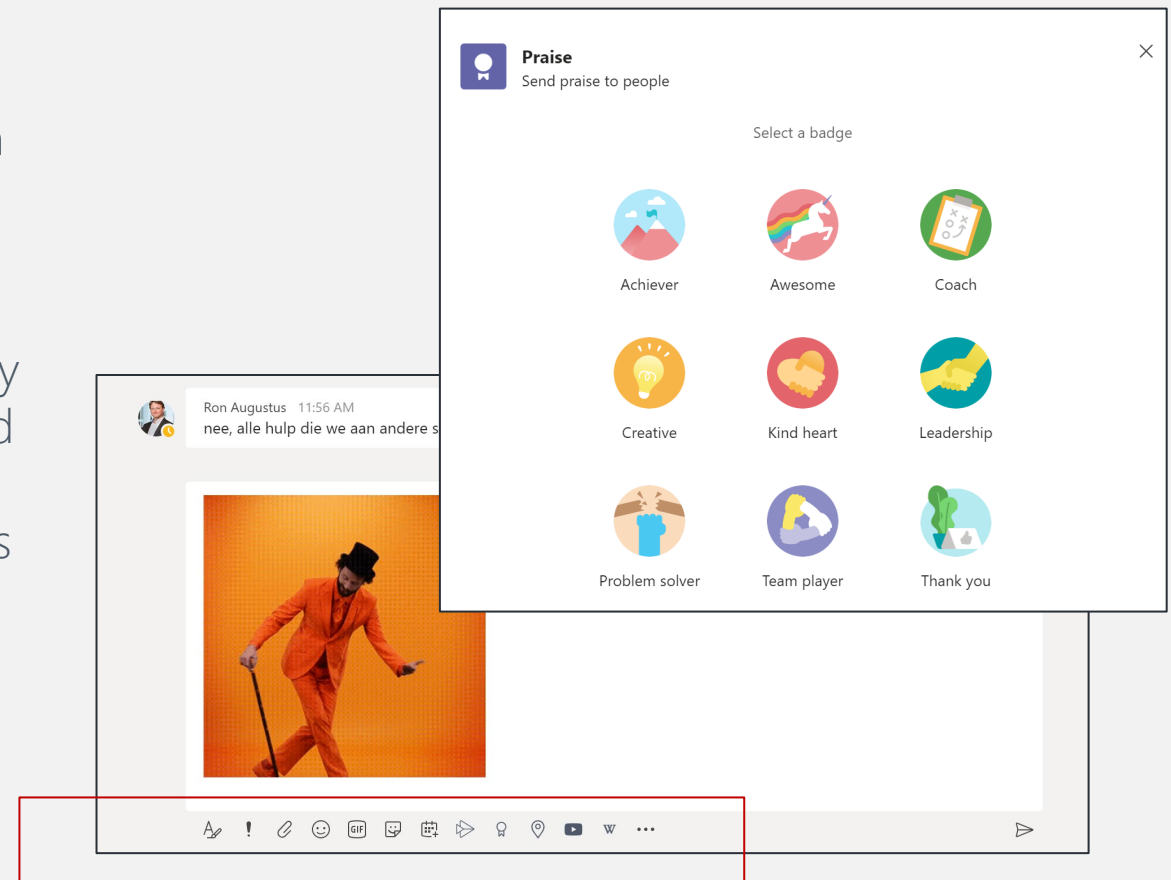 Praise
Send praise to people
Select a badge
Achiever Awesome Coach
Creative Kind heart Leadership
Problem solver Team player Thank you
Ron Augustus 11:56 AM
nee, alle hulp die we aan andere
GIF
W